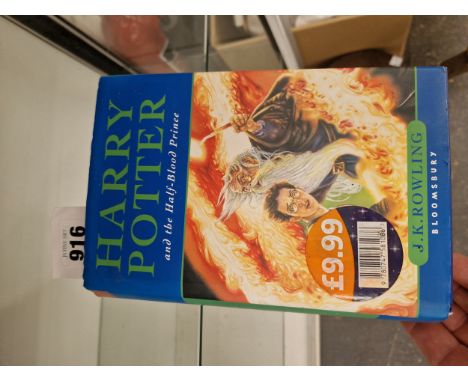 HARRY
POTTER
and the Half-Blood Prince
J.K. ROWLING
BLOOMSBURY
£9.99
916